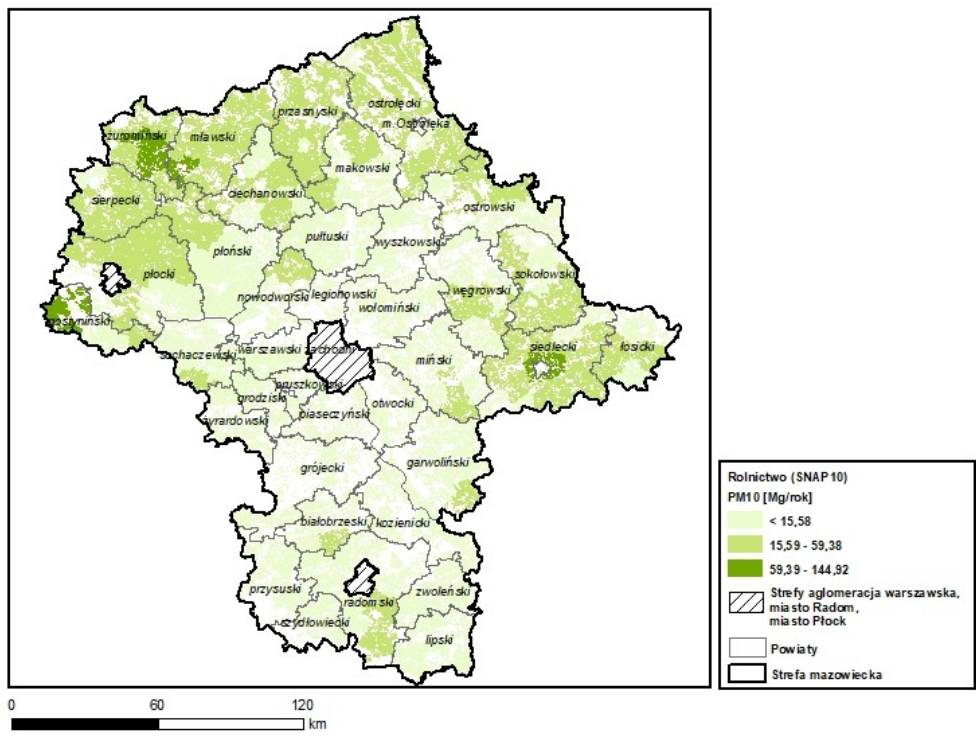 ostrołęcki
przasnyski
m.Ostrołęka
żuromiński
mławski
makowski
ciechanowski
sierpecki
ostrowski
pułtuski
wyszkowski
płoński
płocki
sokołowski
węgrowski
nowodworski
legionowski
wołomiński
gostyniński
siedlecki
łosicki
sochaczewski
warszawski zachodni
miński
pruszkowski
grodziski
otwocki
piaseczyński
żyrardowski
garwoliński
grójecki
białobrzeski
kozienicki
przysuski
zwoleński
radomski
szydłowiecki
lipski
Rolnictwo (SNAP10)
PM10 [Mg/rok]
< 15,58
15,59 - 59,38
59,39 - 144,92
Strefy aglomeracja warszawska,
miasto Radom,
miasto Płock
Powiaty
Strefa mazowiecka
0 60 120
km